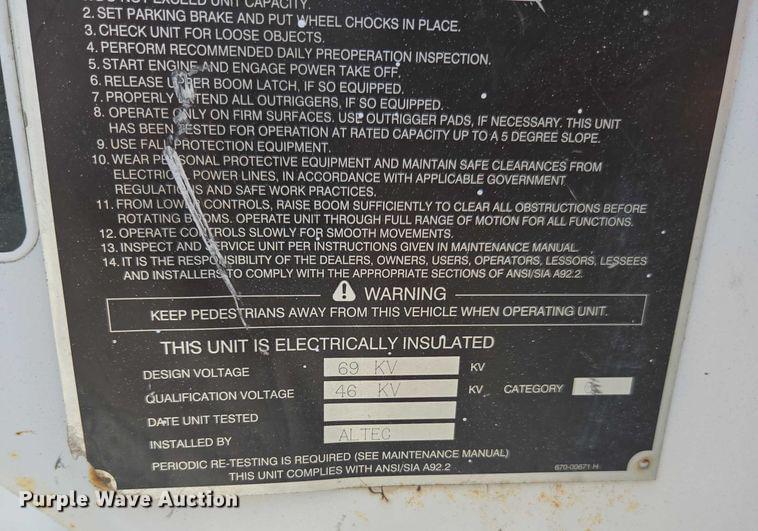 DO NOT EXCEED UNIT CAPACITY.
2. SET PARKING BRAKE AND PUT WHEEL CHOCKS IN PLACE.
3. CHECK UNIT FOR LOOSE OBJECTS.
4. PERFORM RECOMMENDED DAILY PREOPERATION INSPECTION.
5. START ENGINE AND ENGAGE POWER TAKE OFF.
6. RELEASE UPPER BOOM LATCH, IF SO EQUIPPED.
7. PROPERLY EXTEND ALL OUTRIGGERS, IF SO EQUIPPED.
8. OPERATE ONLY ON FIRM SURFACES. USE OUTRIGGER PADS, IF NECESSARY. THIS UNIT
HAS BEEN TESTED FOR OPERATION AT RATED CAPACITY UP TO A 5 DEGREE SLOPE.
9. USE FALL PROTECTION EQUIPMENT.
10. WEAR PERSONAL PROTECTIVE EQUIPMENT AND MAINTAIN SAFE CLEARANCES FROM
ELECTRIC POWER LINES, IN ACCORDANCE WITH APPLICABLE GOVERNMENT
REGULATIONS AND SAFE WORK PRACTICES.
11. FROM LOWER CONTROLS, RAISE BOOM SUFFICIENTLY TO CLEAR ALL OBSTRUCTIONS BEFORE
ROTATING BOOMS. OPERATE UNIT THROUGH FULL RANGE OF MOTION FOR ALL FUNCTIONS.
12. OPERATE CONTROLS SLOWLY FOR SMOOTH MOVEMENTS.
13. INSPECT AND SERVICE UNIT PER INSTRUCTIONS GIVEN IN MAINTENANCE MANUAL.
14. IT IS THE RESPONSIBILITY OF THE DEALERS, OWNERS, USERS, OPERATORS, LESSORS, LESSEES
AND INSTALLERS TO COMPLY WITH THE APPROPRIATE SECTIONS OF ANSI/SIA A92.2.
WARNING
KEEP PEDESTRIANS AWAY FROM THIS VEHICLE WHEN OPERATING UNIT.
THIS UNIT IS ELECTRICALLY INSULATED
DESIGN VOLTAGE 69 KV KV
QUALIFICATION VOLTAGE 46 KV KV CATEGORY
DATE UNIT TESTED
INSTALLED BY ALTEC
PERIODIC RE-TESTING IS REQUIRED (SEE MAINTENANCE MANUAL)
THIS UNIT COMPLIES WITH ANSI/SIA A92.2 670-09671-H
Purple Wave Auction